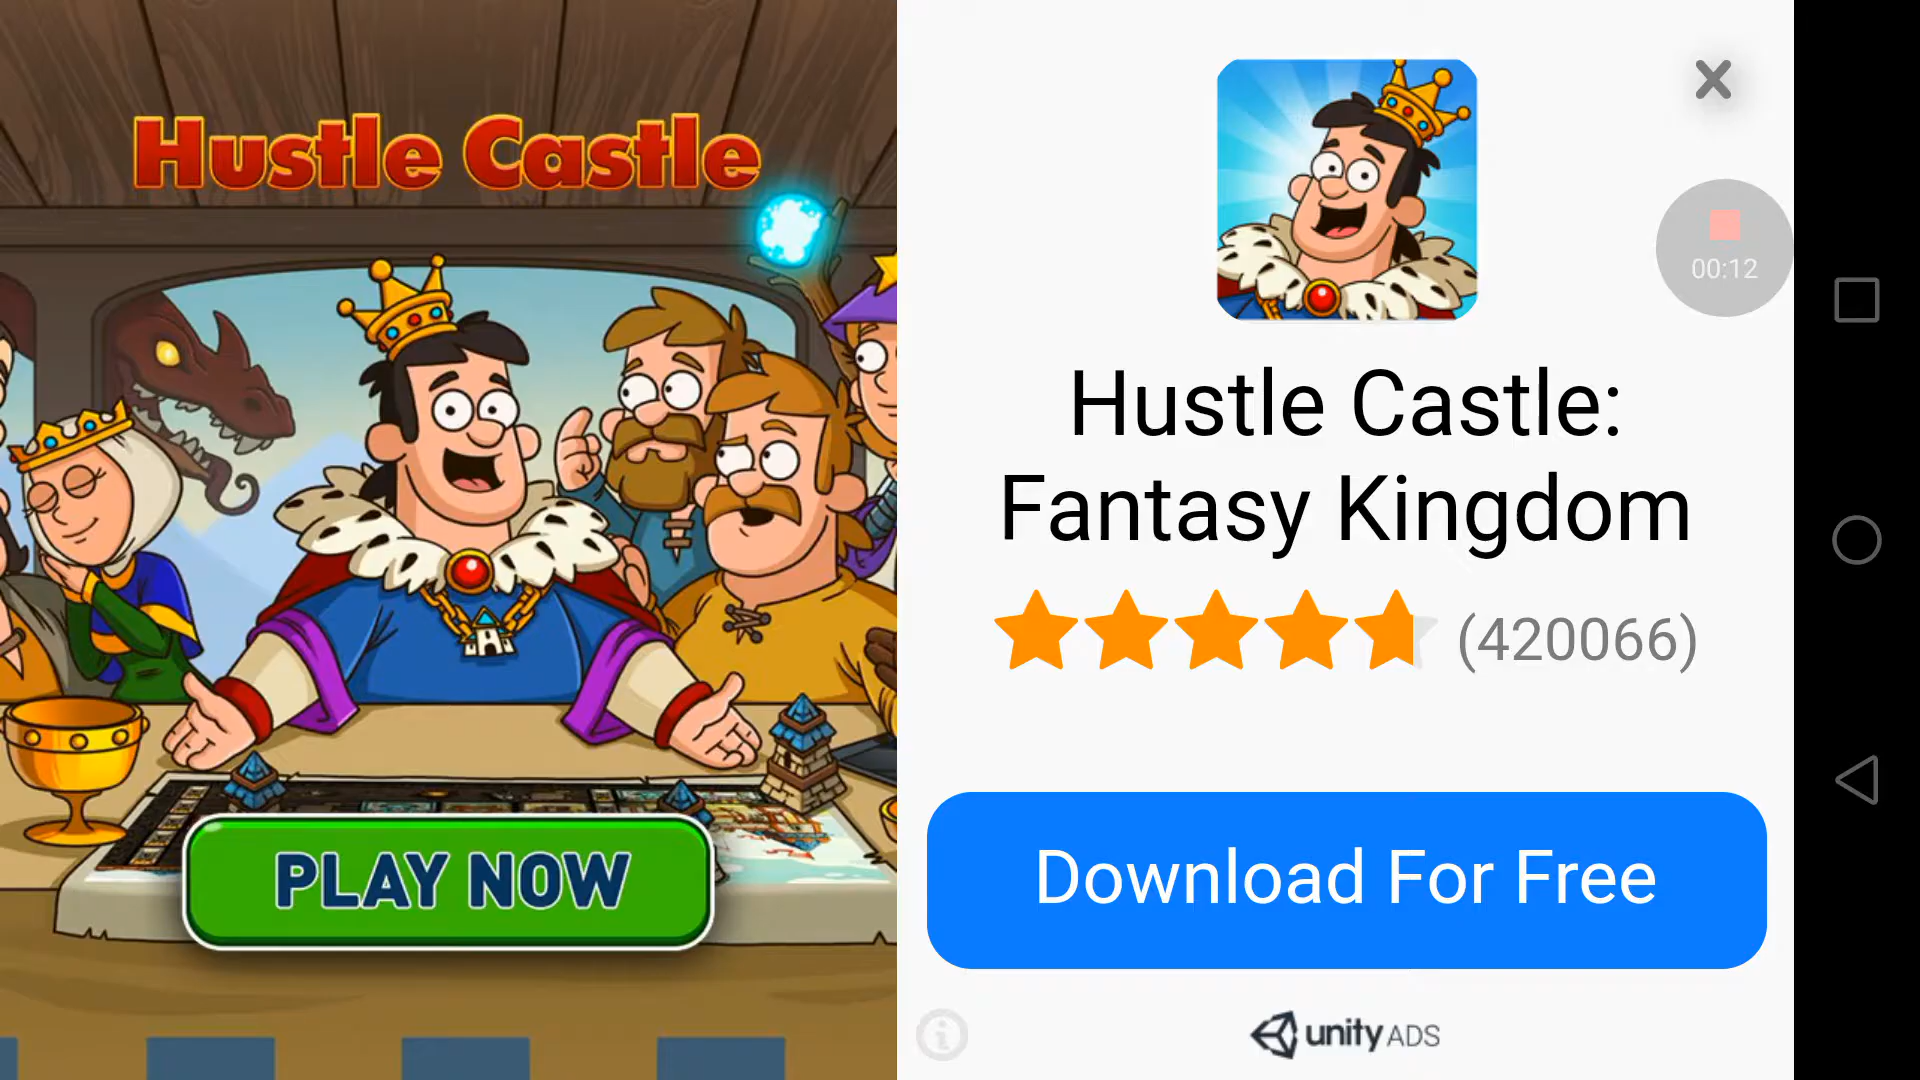 Hustle Castle
PLAY NOW
00:12
Hustle Castle:
Fantasy Kingdom
(420066)
Download For Free
unity ADS